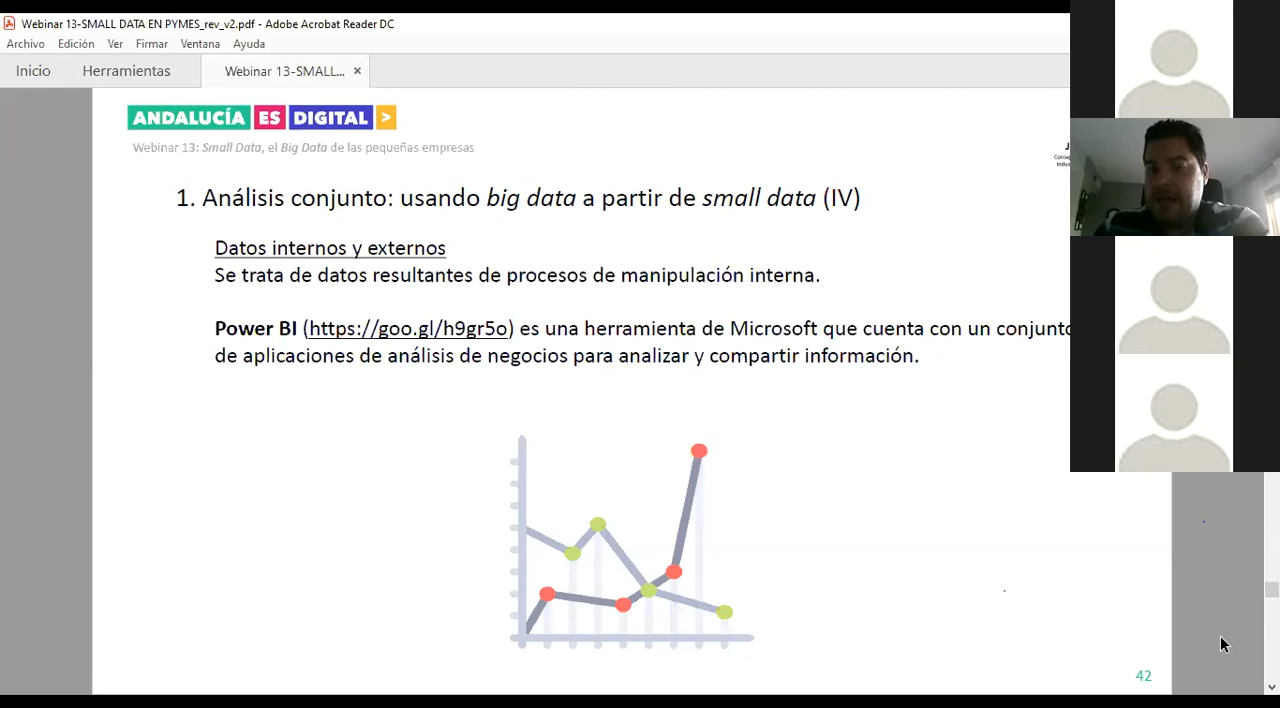 Webinar 13-SMALL DATA EN PYMES_rev_v2.pdf - Adobe Acrobat Reader DC
Archivo Edición Ver Firmar Ventana Ayuda
Inicio Herramientas Webinar 13-SMALL... ×
ANDALUCÍA ES DIGITAL >
Webinar 13: Small Data, el Big Data de las pequeñas empresas
J
Conse
Indus
1. Análisis conjunto: usando big data a partir de small data (IV)
Datos internos y externos
Se trata de datos resultantes de procesos de manipulación interna.
Power BI (https://goo.gl/h9gr5o) es una herramienta de Microsoft que cuenta con un conjunto
de aplicaciones de análisis de negocios para analizar y compartir información.
42